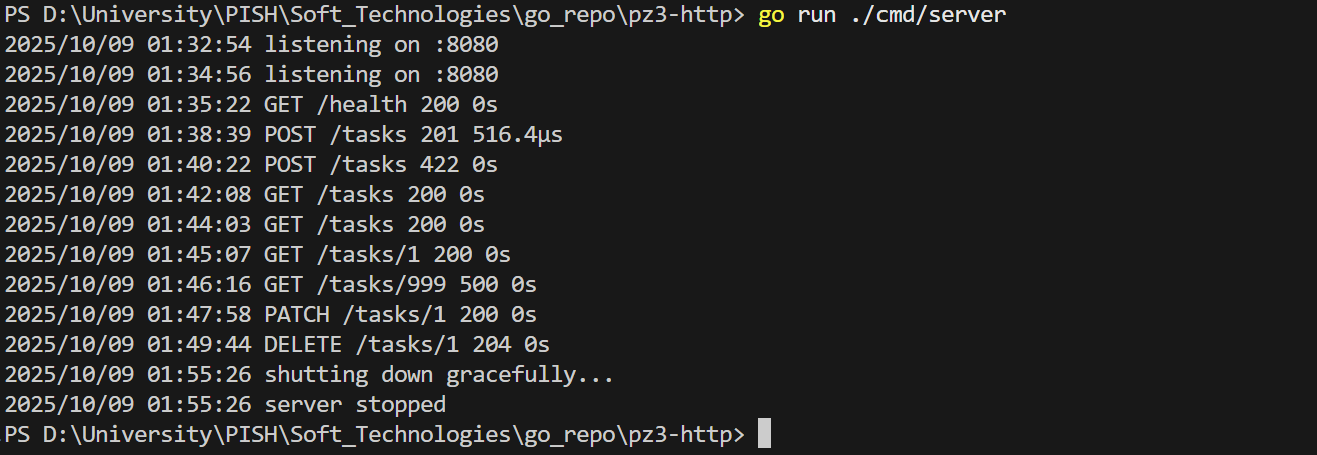 PS D:\University\PISH\Soft_Technologies\go_repo\pz3-http> go run ./cmd/server
2025/10/09 01:32:54 listening on :8080
2025/10/09 01:34:56 listening on :8080
2025/10/09 01:35:22 GET /health 200 0s
2025/10/09 01:38:39 POST /tasks 201 516.4µs
2025/10/09 01:40:22 POST /tasks 422 0s
2025/10/09 01:42:08 GET /tasks 200 0s
2025/10/09 01:44:03 GET /tasks 200 0s
2025/10/09 01:45:07 GET /tasks/1 200 0s
2025/10/09 01:46:16 GET /tasks/999 500 0s
2025/10/09 01:47:58 PATCH /tasks/1 200 0s
2025/10/09 01:49:44 DELETE /tasks/1 204 0s
2025/10/09 01:55:26 shutting down gracefully...
2025/10/09 01:55:26 server stopped
PS D:\University\PISH\Soft_Technologies\go_repo\pz3-http>